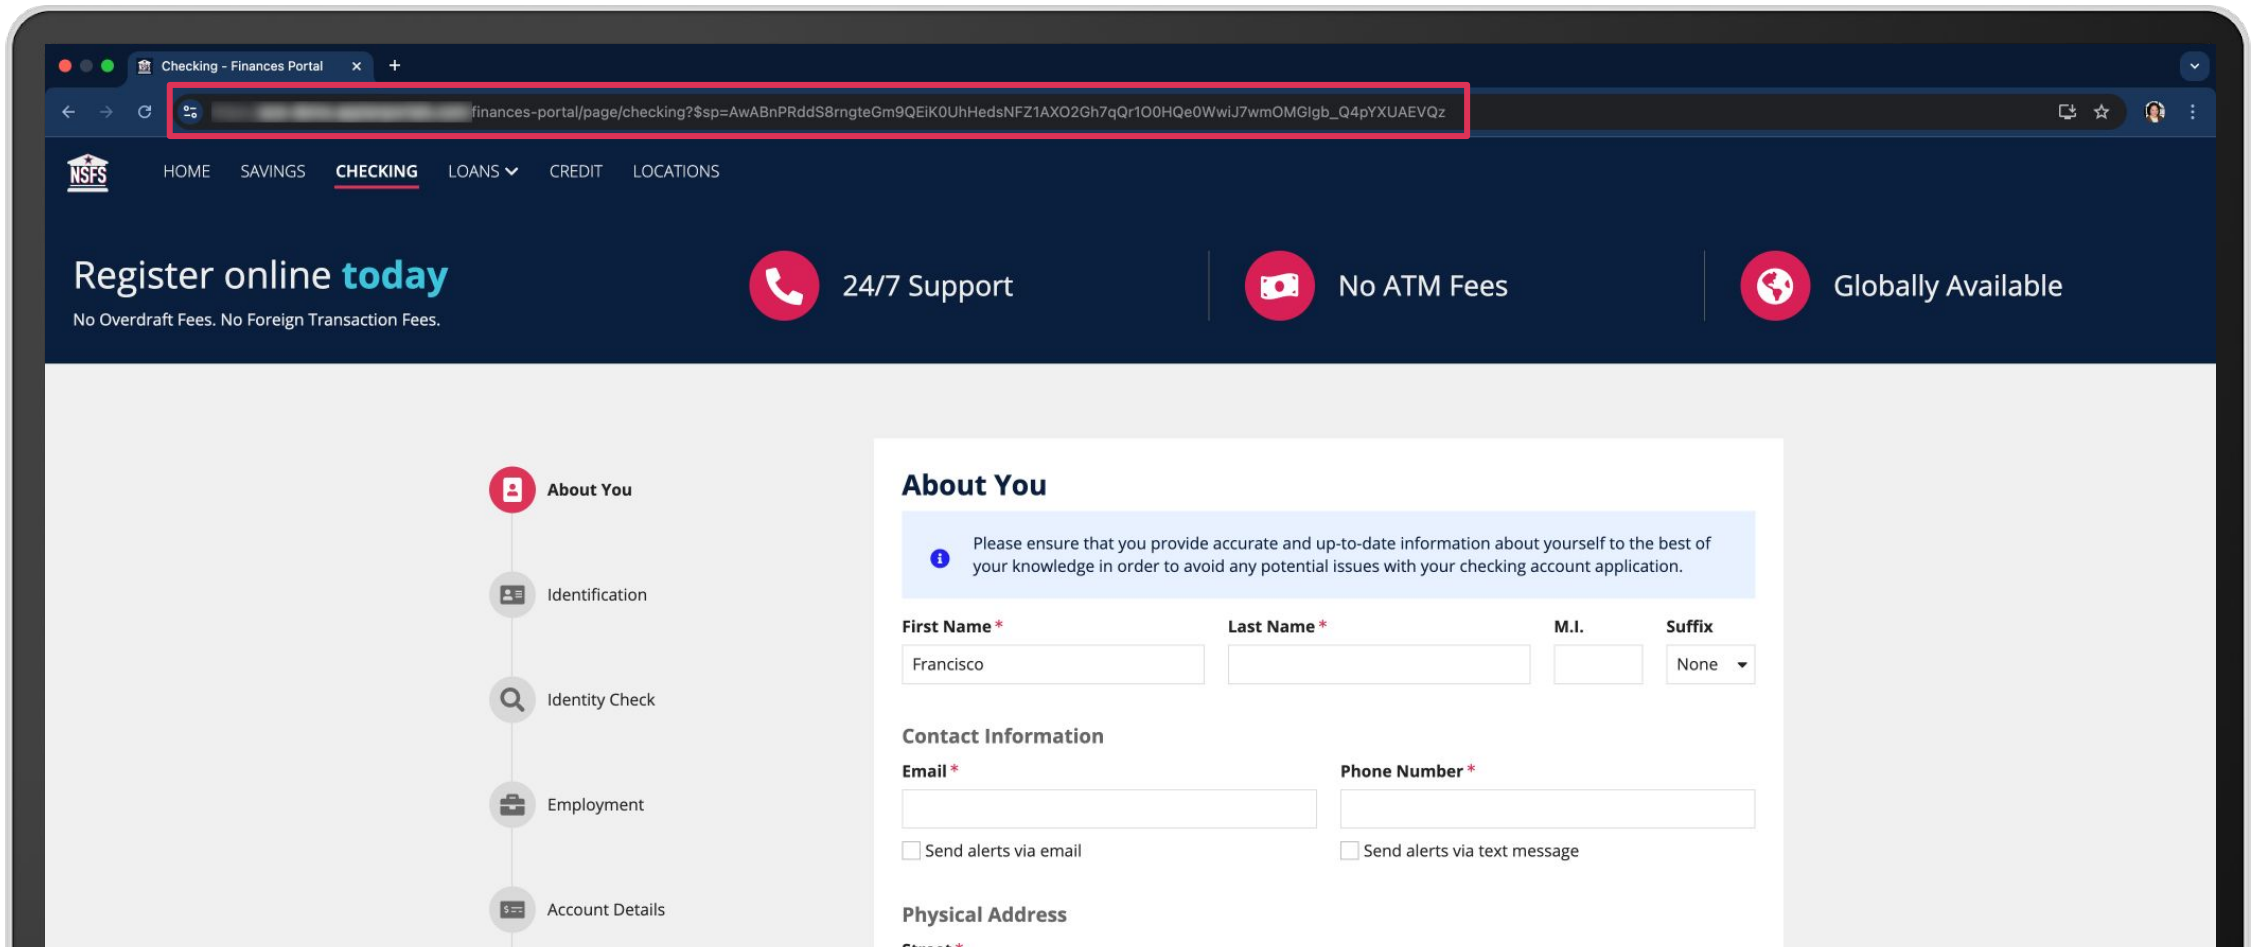 Checking - Finances Portal
finances-portal/page/checking?$sp=AwABnPRddS8rngteGm9QEiK0UhHedsNFZ1AXO2Gh7qQr1O0HQe0WwiJ7wmOMGlgb_Q4pYXUAEVQz
NSFS
HOME SAVINGS CHECKING LOANS CREDIT LOCATIONS
Register online today
No Overdraft Fees. No Foreign Transaction Fees.
24/7 Support
No ATM Fees
Globally Available
About You
Identification
Identity Check
Employment
Account Details
About You
Please ensure that you provide accurate and up-to-date information about yourself to the best of
your knowledge in order to avoid any potential issues with your checking account application.
First Name * Last Name * M.I. Suffix
Francisco None
Contact Information
Email * Phone Number *
Send alerts via email Send alerts via text message
Physical Address